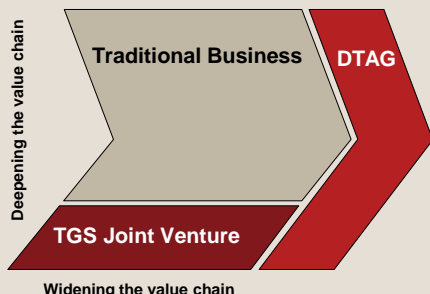 Traditional Business
DTAG
Deepening the value chain
TGS Joint Venture
Widening the value chain